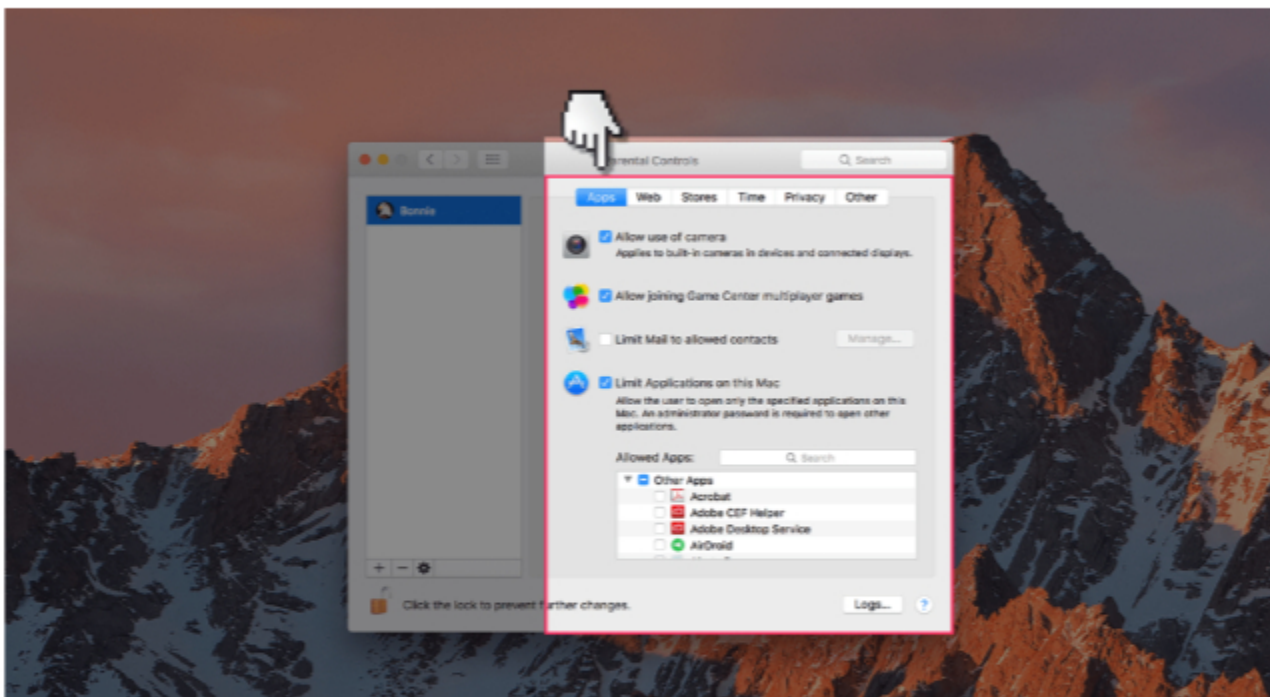 Parental Controls
Search
Bonnie
Apps Web Stores Time Privacy Other
Allow use of camera
Applies to built-in cameras in devices and connected displays.
Allow joining Game Center multiplayer games
Limit Mail to allowed contacts
Manage...
Limit Applications on this Mac
Allow the user to open only the specified applications on this
Mac. An administrator password is required to open other
applications.
Allowed Apps:
Search
Other Apps
Acrobat
Adobe CEF Helper
Adobe Desktop Service
AirDroid
Click the lock to prevent further changes.
Logs...
?